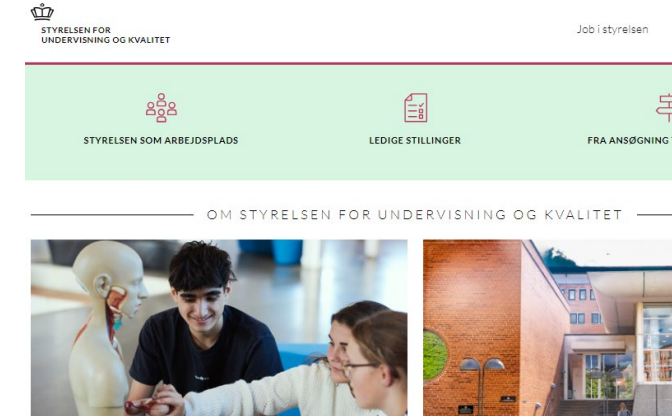 STYRELSEN FOR
UNDERVISNING OG KVALITET
Job i styrelsen
STYRELSEN SOM ARBEJDSPLADS
LEDIGE STILLINGER
FRA ANSØGNING
OM STYRELSEN FOR UNDERVISNING OG KVALITET